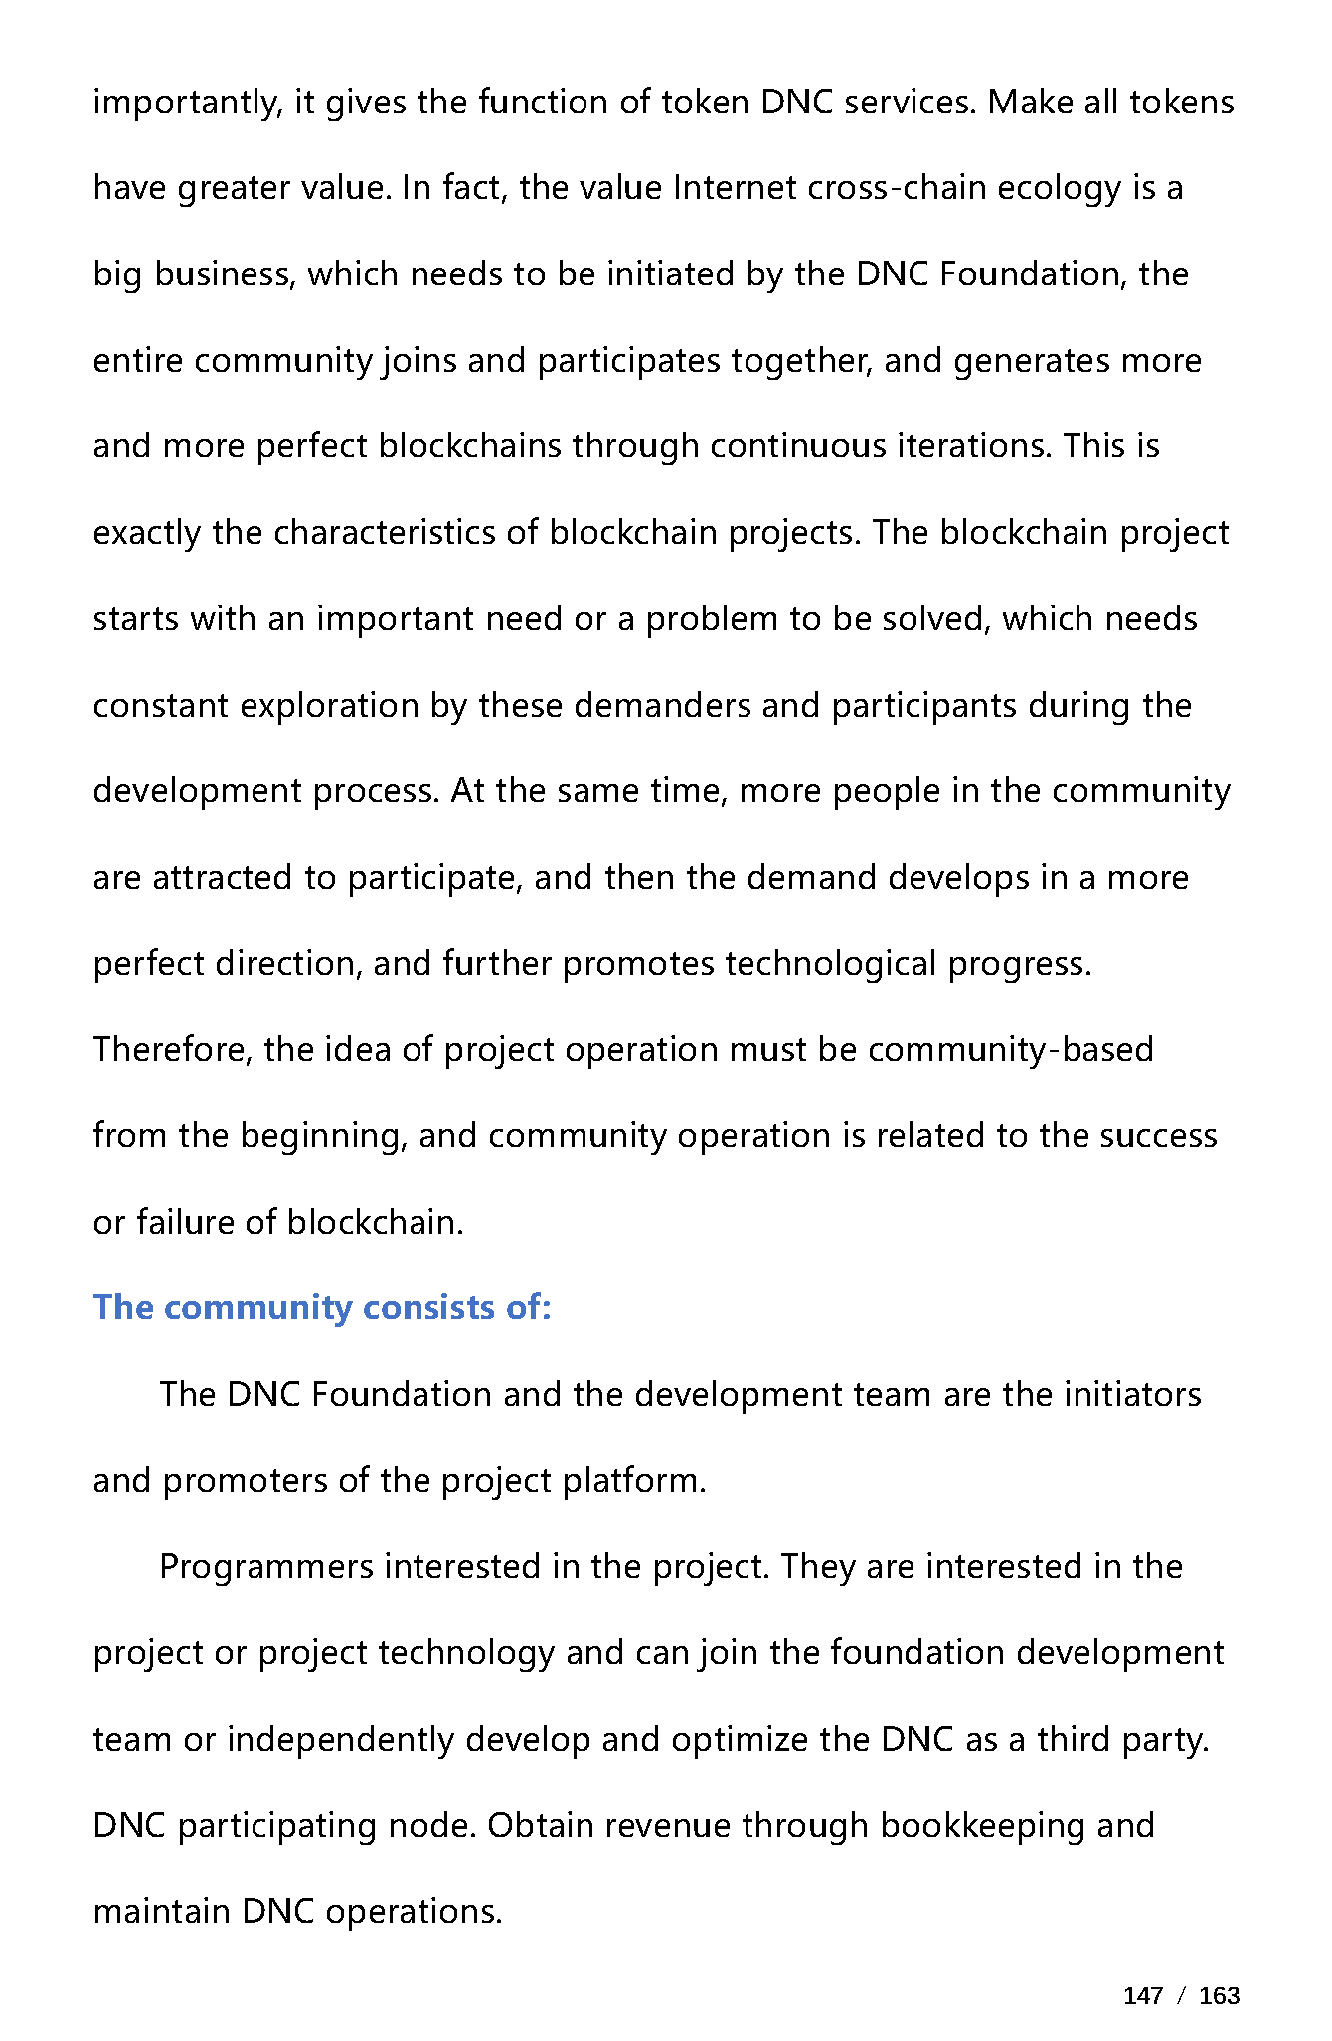 importantly, it gives the function of token DNC services. Make all tokens
have greater value. In fact, the value Internet cross-chain ecology is a
big business, which needs to be initiated by the DNC Foundation, the
entire community joins and participates together, and generates more
and more perfect blockchains through continuous iterations. This is
exactly the characteristics of blockchain projects. The blockchain project
starts with an important need or a problem to be solved, which needs
constant exploration by these demanders and participants during the
development process. At the same time, more people in the community
are attracted to participate, and then the demand develops in a more
perfect direction, and further promotes technological progress.
Therefore, the idea of project operation must be community-based
from the beginning, and community operation is related to the success
or failure of blockchain.
The community consists of:
The DNC Foundation and the development team are the initiators
and promoters of the project platform.
Programmers interested in the project. They are interested in the
project or project technology and can join the foundation development
team or independently develop and optimize the DNC as a third party.
DNC participating node. Obtain revenue through bookkeeping and
maintain DNC operations.
147 / 163